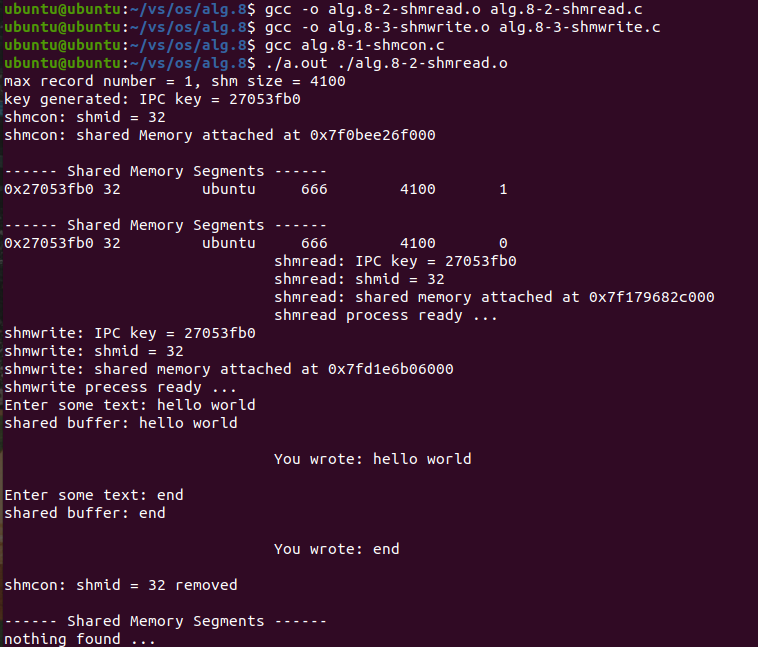 ubuntu@ubuntu:~/vs/os/alg.8$ gcc -o alg.8-2-shmread.o alg.8-2-shmread.c
ubuntu@ubuntu:~/vs/os/alg.8$ gcc -o alg.8-3-shmwrite.o alg.8-3-shmwrite.c
ubuntu@ubuntu:~/vs/os/alg.8$ gcc alg.8-1-shmcon.c
ubuntu@ubuntu:~/vs/os/alg.8$ ./a.out ./alg.8-2-shmread.o
max record number = 1, shm size = 4100
key generated: IPC key = 27053fb0
shmcon: shmid = 32
shmcon: shared Memory attached at 0x7f0bee26f000

------ Shared Memory Segments ------
0x27053fb0 32         ubuntu     666        4100       1

------ Shared Memory Segments ------
0x27053fb0 32         ubuntu     666        4100       0
                              shmread: IPC key = 27053fb0
                              shmread: shmid = 32
                              shmread: shared memory attached at 0x7f179682c000
                              shmread process ready ...
shmwrite: IPC key = 27053fb0
shmwrite: shmid = 32
shmwrite: shared memory attached at 0x7fd1e6b06000
shmwrite precess ready ...
Enter some text: hello world
shared buffer: hello world

                              You wrote: hello world

Enter some text: end
shared buffer: end

                              You wrote: end

shmcon: shmid = 32 removed

------ Shared Memory Segments ------
nothing found ...